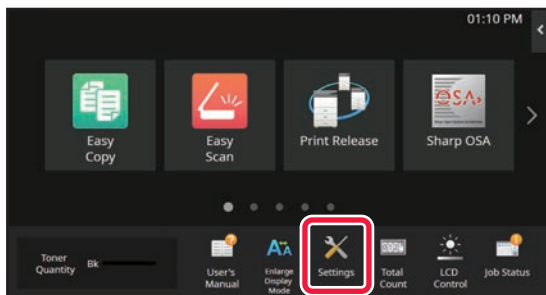 01:10 PM
OSA
Easy
Copy
Easy
Scan
Print Release
Sharp OSA
Toner
Quantity
Bk
User's
Manual
Enlarge
Display
Mode
Settings
Total
Count
LCD
Control
Job Status